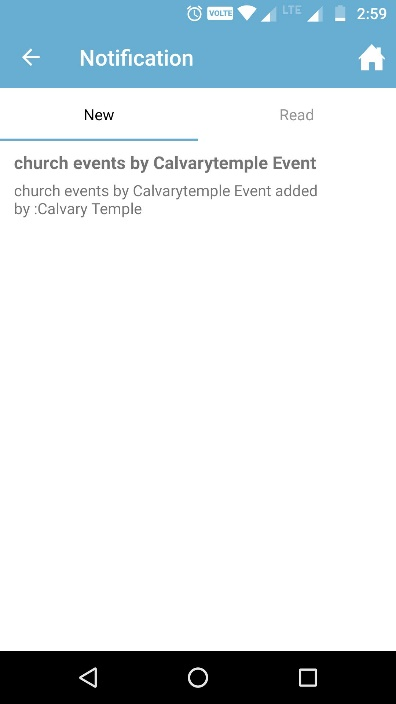 VOLTE LTE 2:59
Notification
New Read
church events by Calvarytemple Event
church events by Calvarytemple Event added
by :Calvary Temple